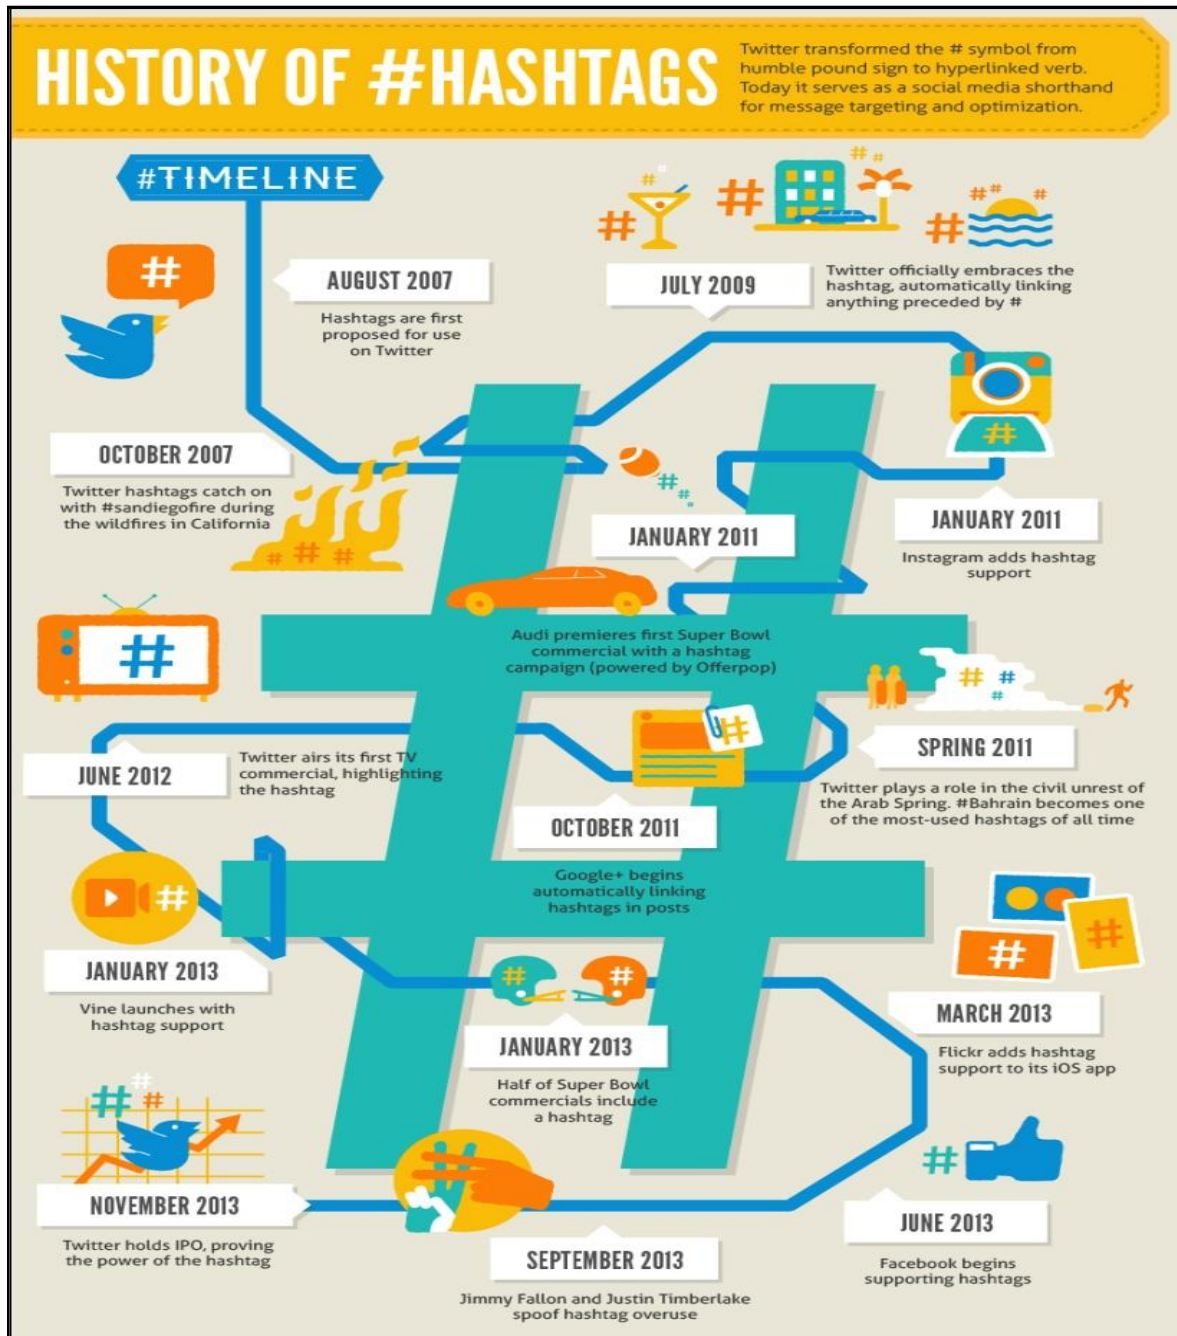 HISTORY OF #HASHTAGS
Twitter transformed the # symbol from
humble pound sign to hyperlinked verb.
Today it serves as a social media shorthand
for message targeting and optimization.
#TIMELINE
AUGUST 2007
Hashtags are first
proposed for use
on Twitter
OCTOBER 2007
Twitter hashtags catch on
with #sandiegofire during
the wildfires in California
JULY 2009
Twitter officially embraces the
hashtag, automatically linking
anything preceded by #
JANUARY 2011
Instagram adds hashtag
support
JANUARY 2011
Audi premieres first Super Bowl
commercial with a hashtag
campaign (powered by Offerpop)
SPRING 2011
Twitter plays a role in the civil unrest of
the Arab Spring. #Bahrain becomes one
of the most-used hashtags of all time
OCTOBER 2011
Google+ begins
automatically linking
hashtags in posts
JUNE 2012
Twitter airs its first TV
commercial, highlighting
the hashtag
JANUARY 2013
Vine launches with
hashtag support
JANUARY 2013
Half of Super Bowl
commercials include
a hashtag
MARCH 2013
Flickr adds hashtag
support to its iOS app
JUNE 2013
Facebook begins
supporting hashtags
SEPTEMBER 2013
Jimmy Fallon and Justin Timberlake
spoof hashtag overuse
NOVEMBER 2013
Twitter holds IPO, proving
the power of the hashtag